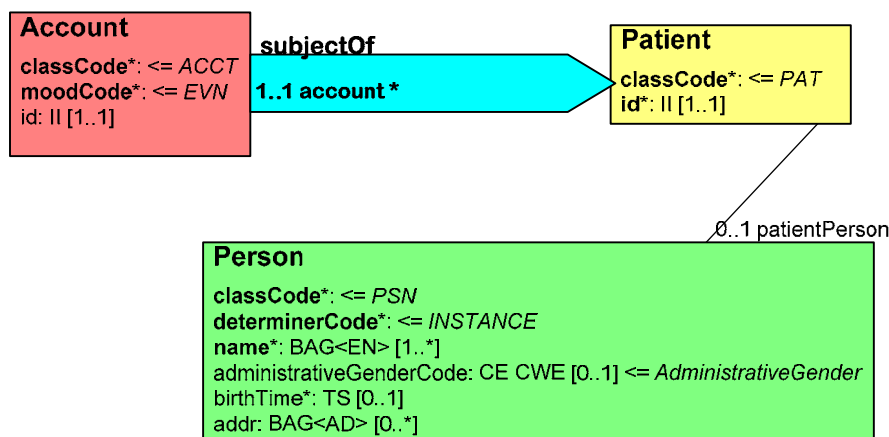 Account
classCode*: <= ACCT
moodCode*: <= EVN
id: II [1..1]
subjectOf
1..1 account *
Patient
classCode*: <= PAT
id*: II [1..1]
0..1 patientPerson
Person
classCode*: <= PSN
determinerCode*: <= INSTANCE
name*: BAG<EN> [1..*]
administrativeGenderCode: CE CWE [0..1] <= AdministrativeGender
birthTime*: TS [0..1]
addr: BAG<AD> [0..*]